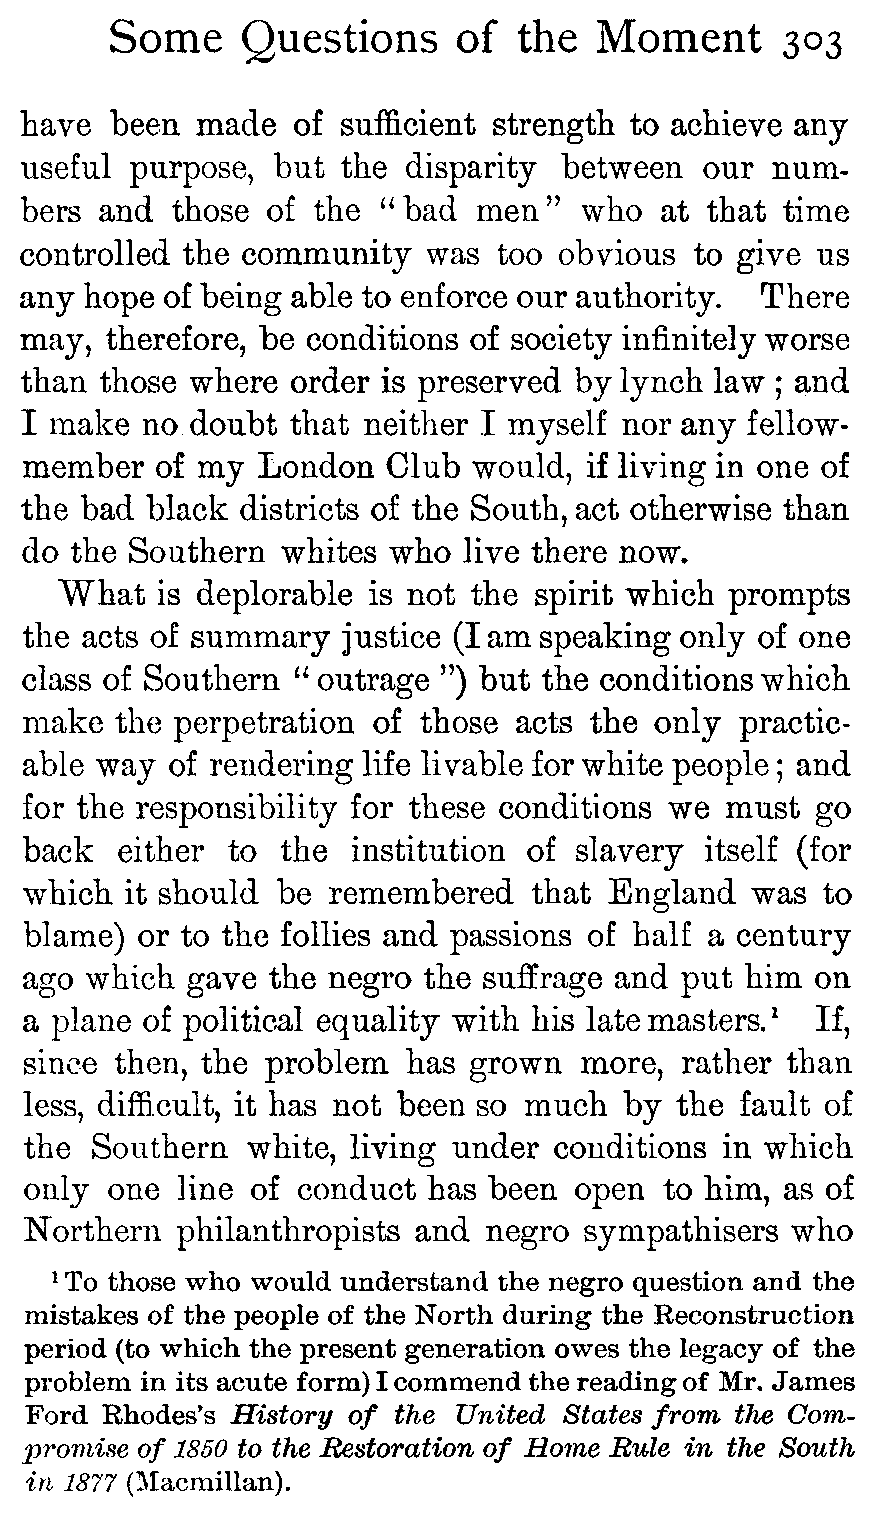 Some Questions of the Moment 303
have been made of sufficient strength to achieve any
useful purpose, but the disparity between our num-
bers and those of the “bad men” who at that time
controlled the community was too obvious to give us
any hope of being able to enforce our authority. There
may, therefore, be conditions of society infinitely worse
than those where order is preserved by lynch law ; and
I make no doubt that neither I myself nor any fellow-
member of my London Club would, if living in one of
the bad black districts of the South, act otherwise than
do the Southern whites who live there now.
What is deplorable is not the spirit which prompts
the acts of summary justice (I am speaking only of one
class of Southern “outrage”) but the conditions which
make the perpetration of those acts the only practic-
able way of rendering life livable for white people; and
for the responsibility for these conditions we must go
back either to the institution of slavery itself (for
which it should be remembered that England was to
blame) or to the follies and passions of half a century
ago which gave the negro the suffrage and put him on
a plane of political equality with his late masters.¹ If,
since then, the problem has grown more, rather than
less, difficult, it has not been so much by the fault of
the Southern white, living under conditions in which
only one line of conduct has been open to him, as of
Northern philanthropists and negro sympathisers who
¹ To those who would understand the negro question and the
mistakes of the people of the North during the Reconstruction
period (to which the present generation owes the legacy of the
problem in its acute form) I commend the reading of Mr. James
Ford Rhodes's History of the United States from the Com-
promise of 1850 to the Restoration of Home Rule in the South
in 1877 (Macmillan).